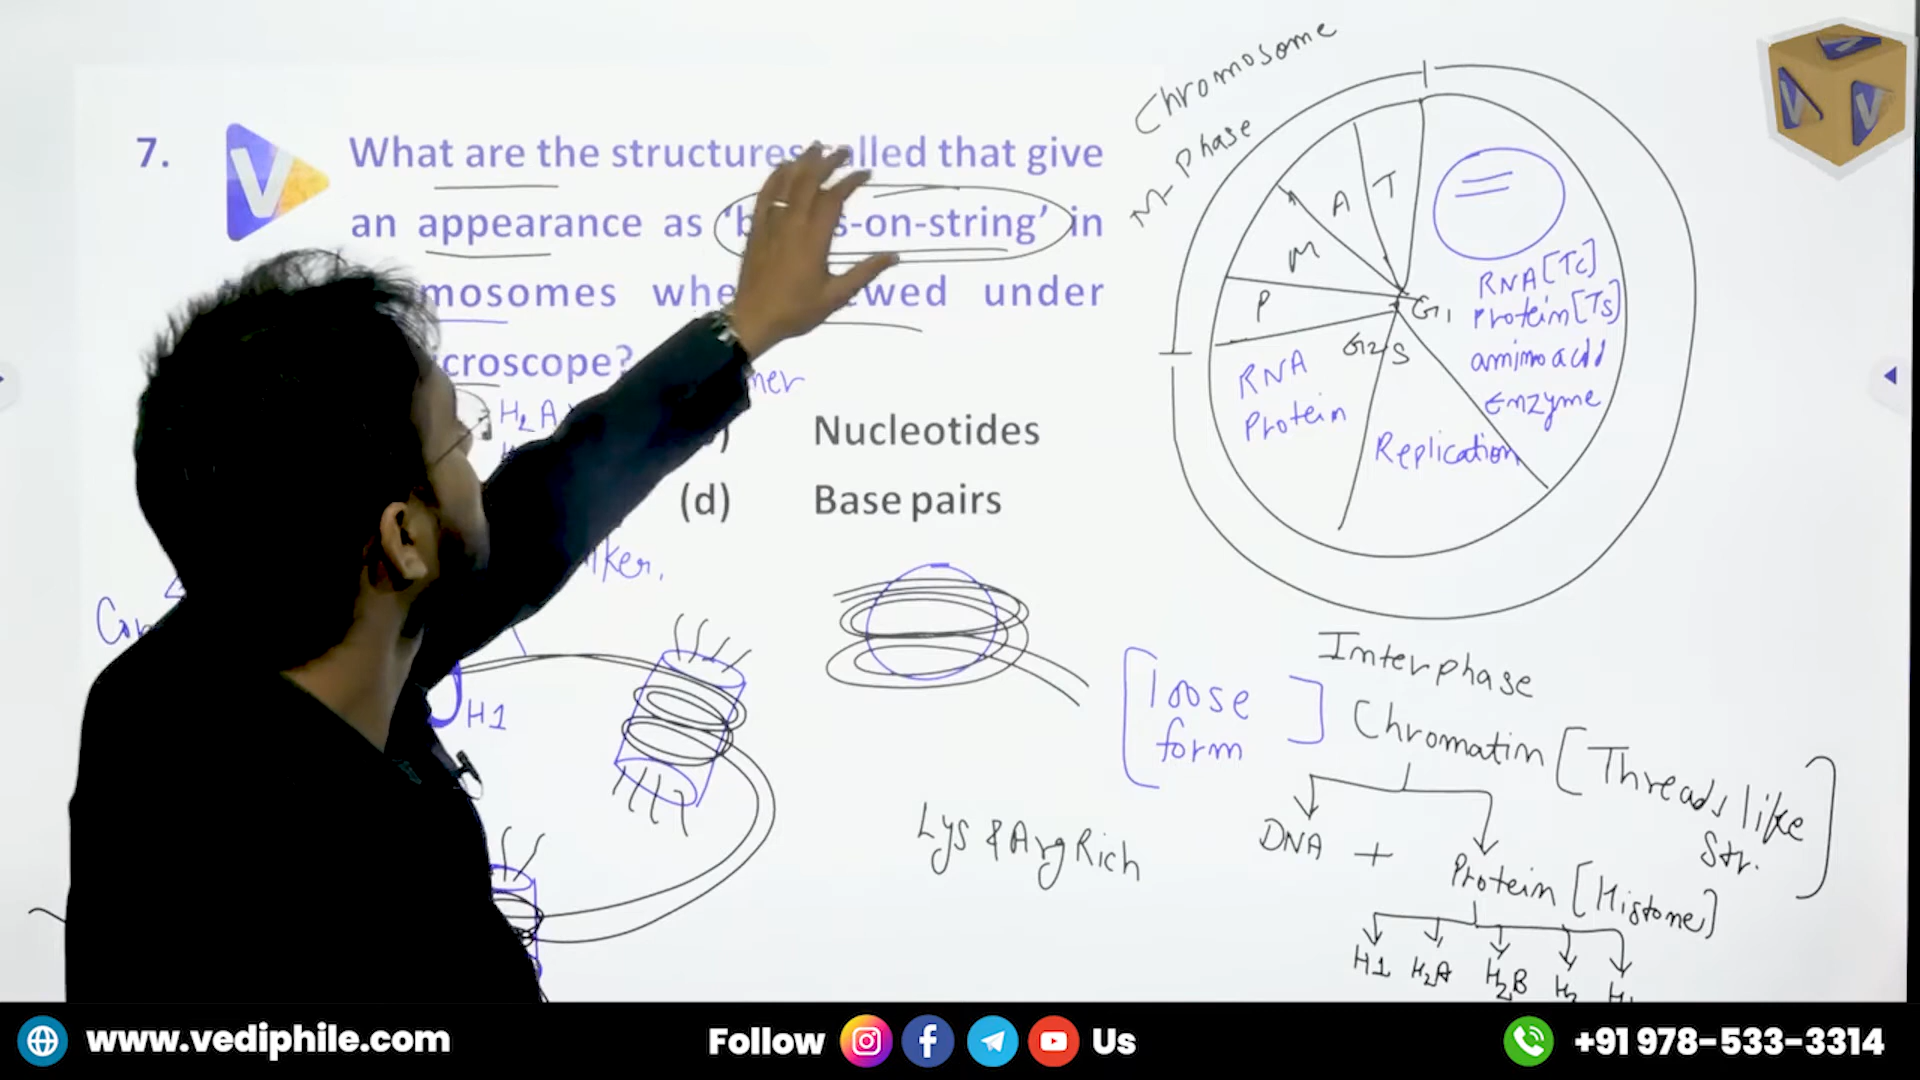 7.
What are the structures called that give
an appearance as -on-string' in
mosomes under
croscope?
H2A
Nucleotides
(d) Base pairs
H1
Lys & Arg Rich
Chromosome
M-Phase
P
M
A
T
G1
S
G2
RNA [Tc]
Protein [Ts]
amino acid
Enzyme
RNA
Protein
Replication
Interphase
[loose
form]
Chromatin [Threads like
Str.]
DNA +
Protein [Histone]
H1 H2A H2B
www.vediphile.com
Follow Us
+91 978-533-3314